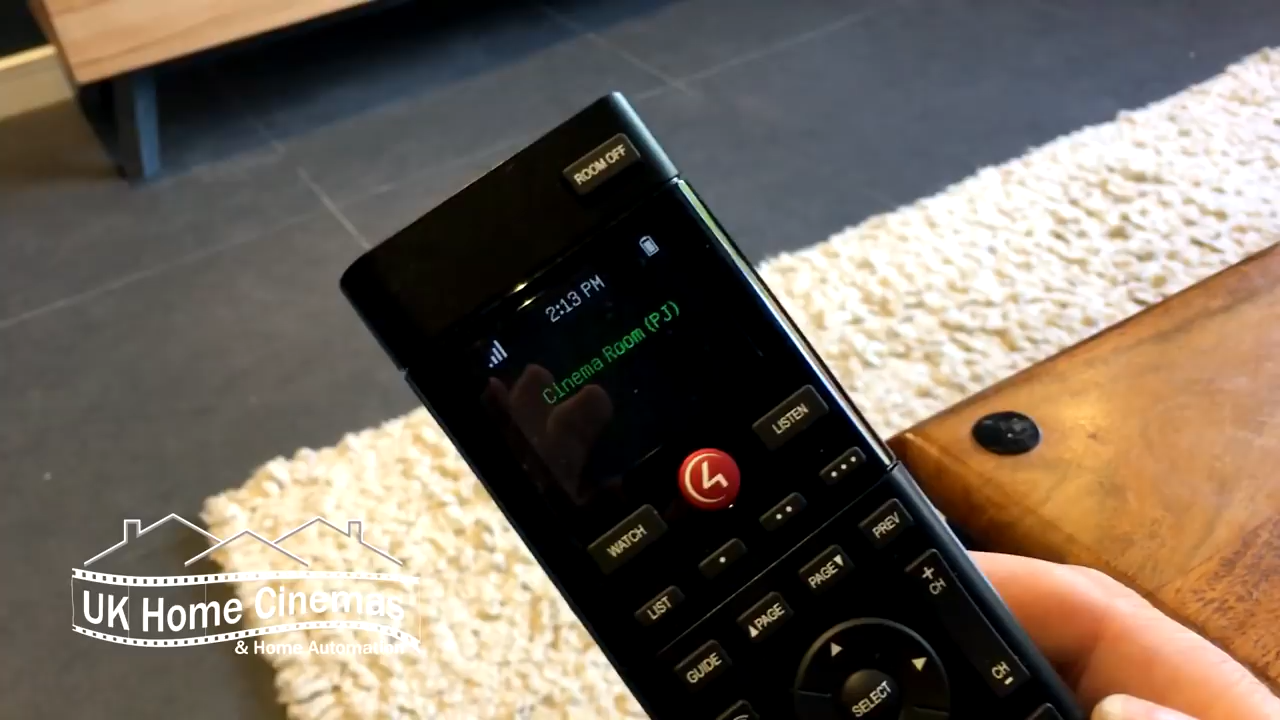 ROOM OFF
2:13 PM
Cinema Room (PJ)
LISTEN
WATCH
PREV
PAGE▼
LIST
▲PAGE
+
CH
GUIDE
CH
-
SELECT
UK Home Cinemas
& Home Automation